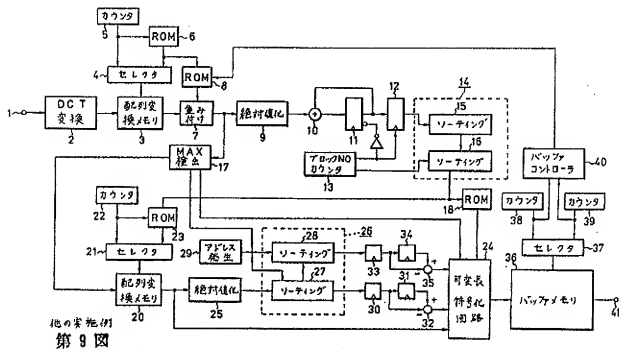 カウンタ
5
ROM
6
4
セレクタ
ROM
8
1
DCT
変換
2
配列変
換メモリ
3
重み
付け
7
絶対値化
9
10
11
12
14
15
ソーティング
16
ソーティング
MAX
検出
17
ブロックNO
カウンタ
13
ROM
18
バッファ
コントローラ
40
カウンタ
38
カウンタ
39
セレクタ
37
カウンタ
22
ROM
23
21
セレクタ
配列変
換メモリ
20
絶対値化
25
アドレス
発生
29
26
28
ソーティング
27
ソーティング
33
34
31
35
30
32
+
-
+
-
24
可変長
符号化
回路
36
バッファメモリ
41
他の実施例
第9図